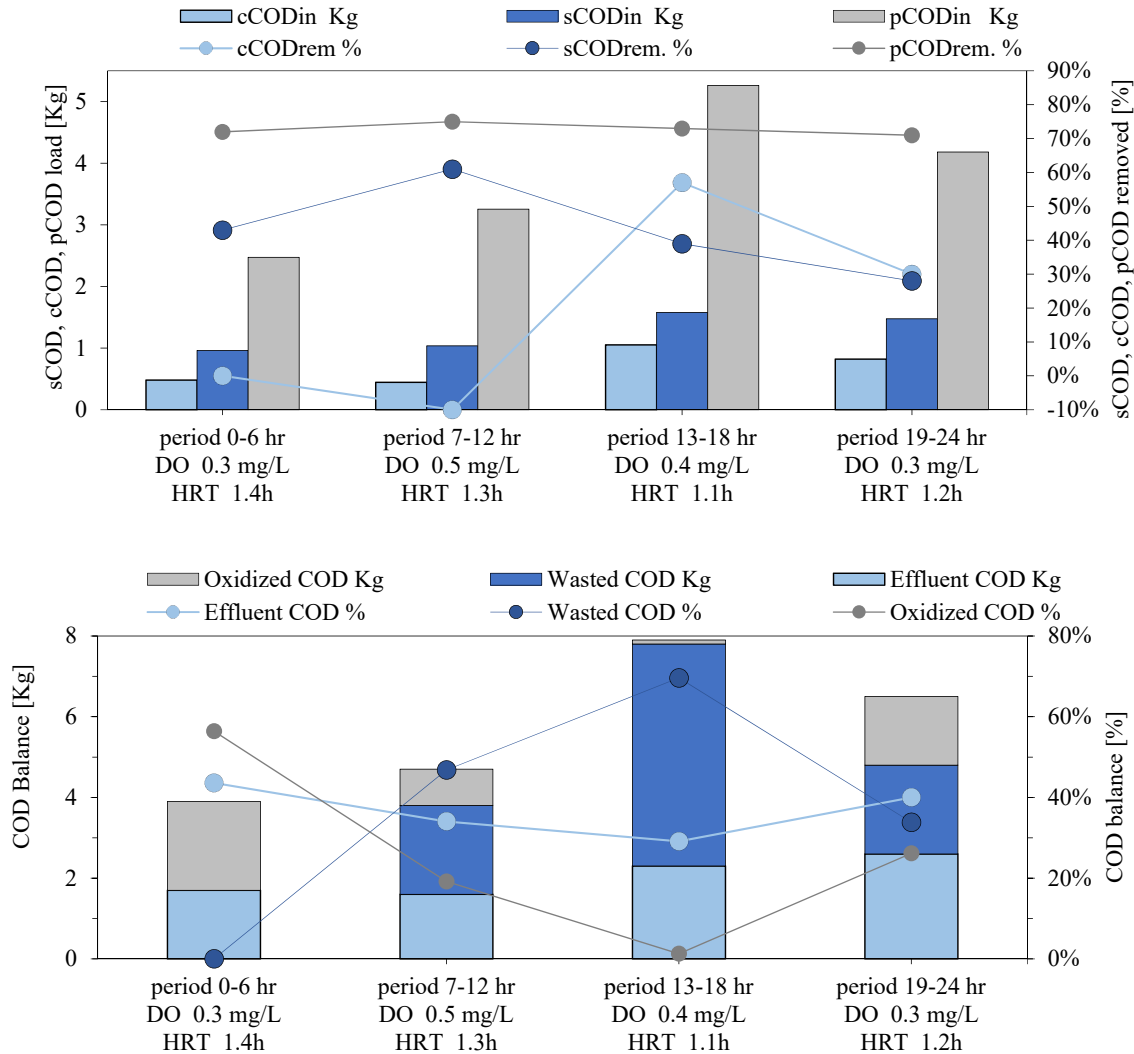 cCODin Kg sCODin Kg pCODin Kg
cCODrem % sCODrem. % pCODrem. %
sCOD, cCOD, pCOD load [Kg]
5
4
3
2
1
0
90%
80%
70%
60%
50%
40%
30%
20%
10%
0%
-10%
sCOD, cCOD, pCOD removed [%]
period 0-6 hr period 7-12 hr period 13-18 hr period 19-24 hr
DO 0.3 mg/L DO 0.5 mg/L DO 0.4 mg/L DO 0.3 mg/L
HRT 1.4h HRT 1.3h HRT 1.1h HRT 1.2h
Oxidized COD Kg Wasted COD Kg Effluent COD Kg
Effluent COD % Wasted COD % Oxidized COD %
COD Balance [Kg]
8
6
4
2
0
80%
60%
40%
20%
0%
COD balance [%]
period 0-6 hr period 7-12 hr period 13-18 hr period 19-24 hr
DO 0.3 mg/L DO 0.5 mg/L DO 0.4 mg/L DO 0.3 mg/L
HRT 1.4h HRT 1.3h HRT 1.1h HRT 1.2h